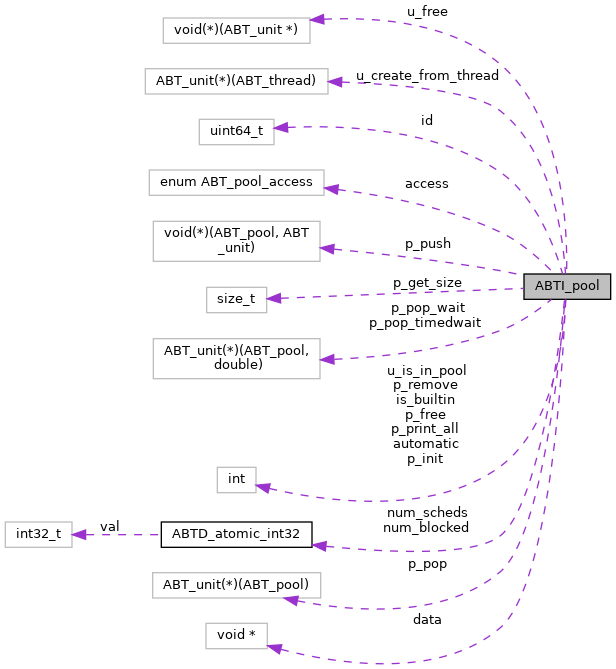 u_free
void(*)(ABT_unit *)
u_create_from_thread
ABT_unit(*)(ABT_thread)
id
uint64_t
access
enum ABT_pool_access
p_push
void(*)(ABT_pool, ABT
_unit)
ABTI_pool
p_get_size
size_t
p_pop_wait
p_pop_timedwait
ABT_unit(*)(ABT_pool,
double)
u_is_in_pool
p_remove
is_builtin
p_free
p_print_all
automatic
p_init
int
num_scheds
num_blocked
int32_t
val
ABTD_atomic_int32
p_pop
ABT_unit(*)(ABT_pool)
data
void *